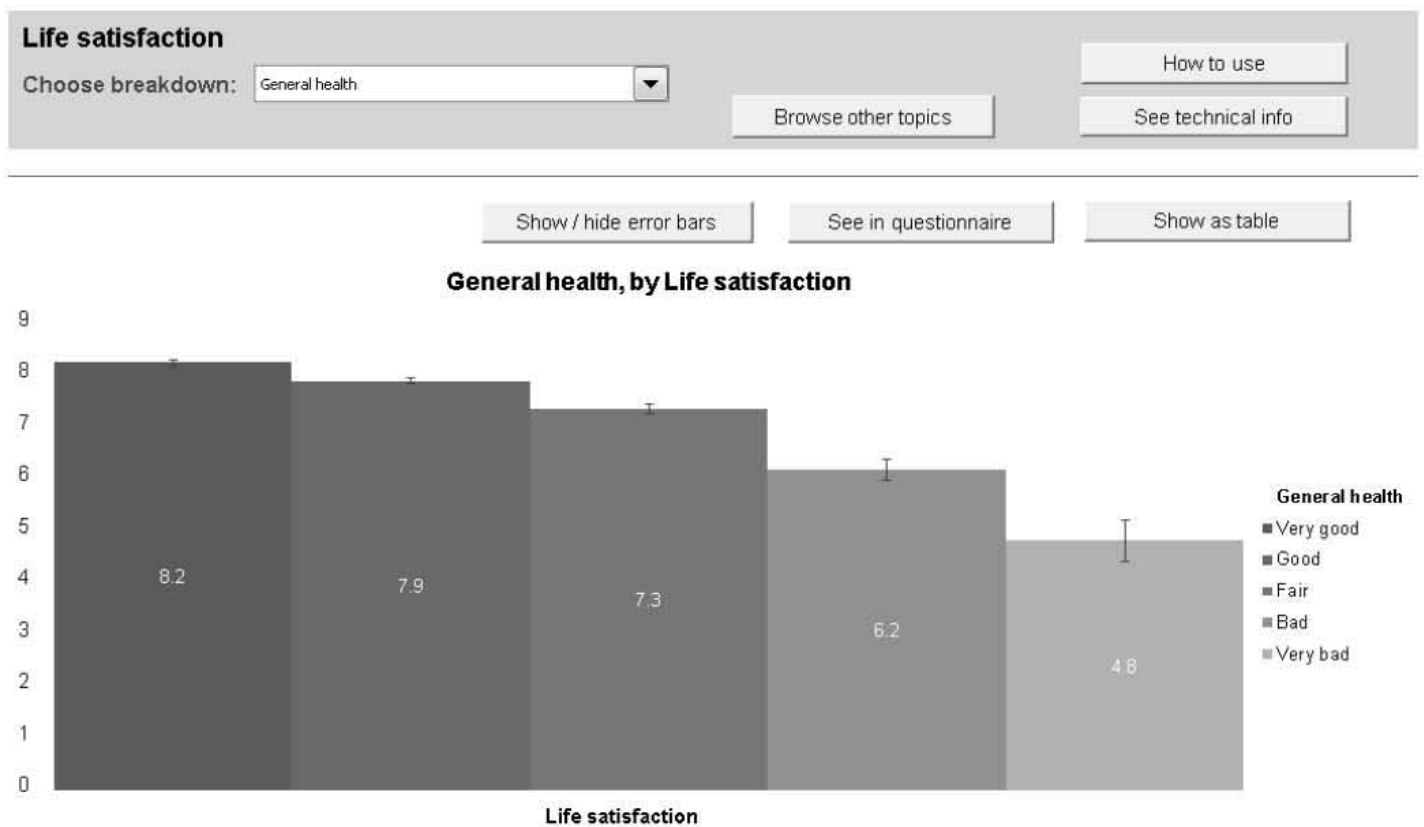 Life satisfaction
Choose breakdown:
General health
Browse other topics
How to use
See technical info
Show / hide error bars
See in questionnaire
Show as table
General health, by Life satisfaction
9
8
7
6
5
4
3
2
1
0
8.2
7.9
7.3
6.2
4.8
General health
Very good
Good
Fair
Bad
Very bad
Life satisfaction